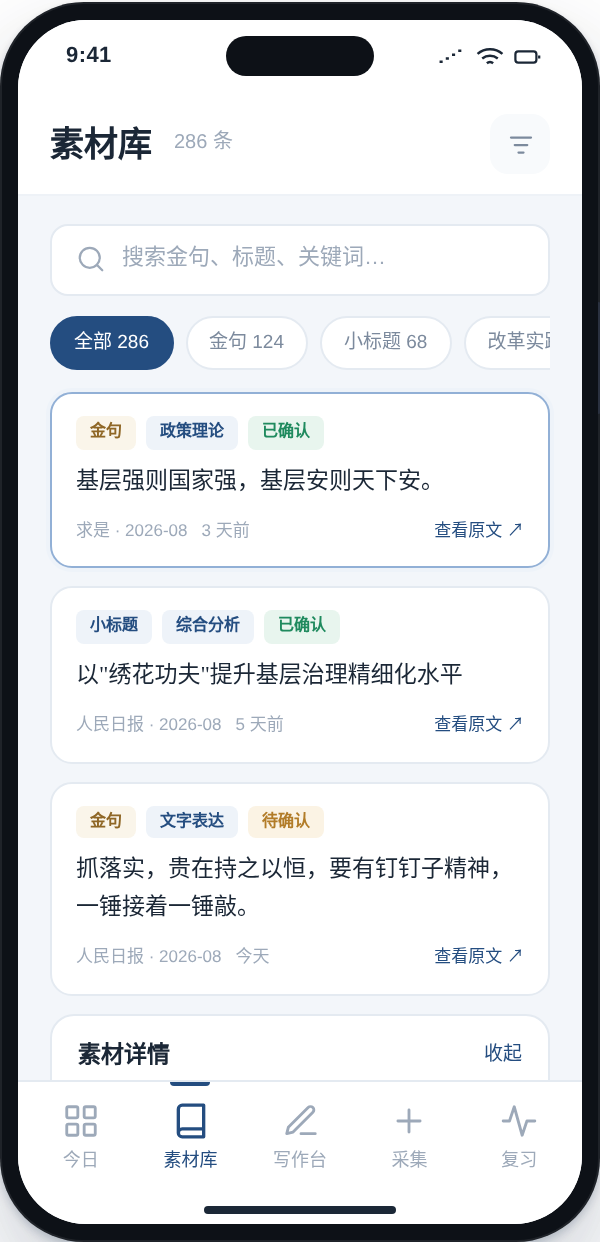 9:41
素材库 286 条
搜索金句、标题、关键词…
全部 286 金句 124 小标题 68 改革实
金句 政策理论 已确认
基层强则国家强，基层安则天下安。
求是 · 2026-08 3 天前 查看原文 ↗
小标题 综合分析 已确认
以"绣花功夫"提升基层治理精细化水平
人民日报 · 2026-08 5 天前 查看原文 ↗
金句 文字表达 待确认
抓落实，贵在持之以恒，要有钉钉子精神，
一锤接着一锤敲。
人民日报 · 2026-08 今天 查看原文 ↗
素材详情 收起
今日 素材库 写作台 采集 复习